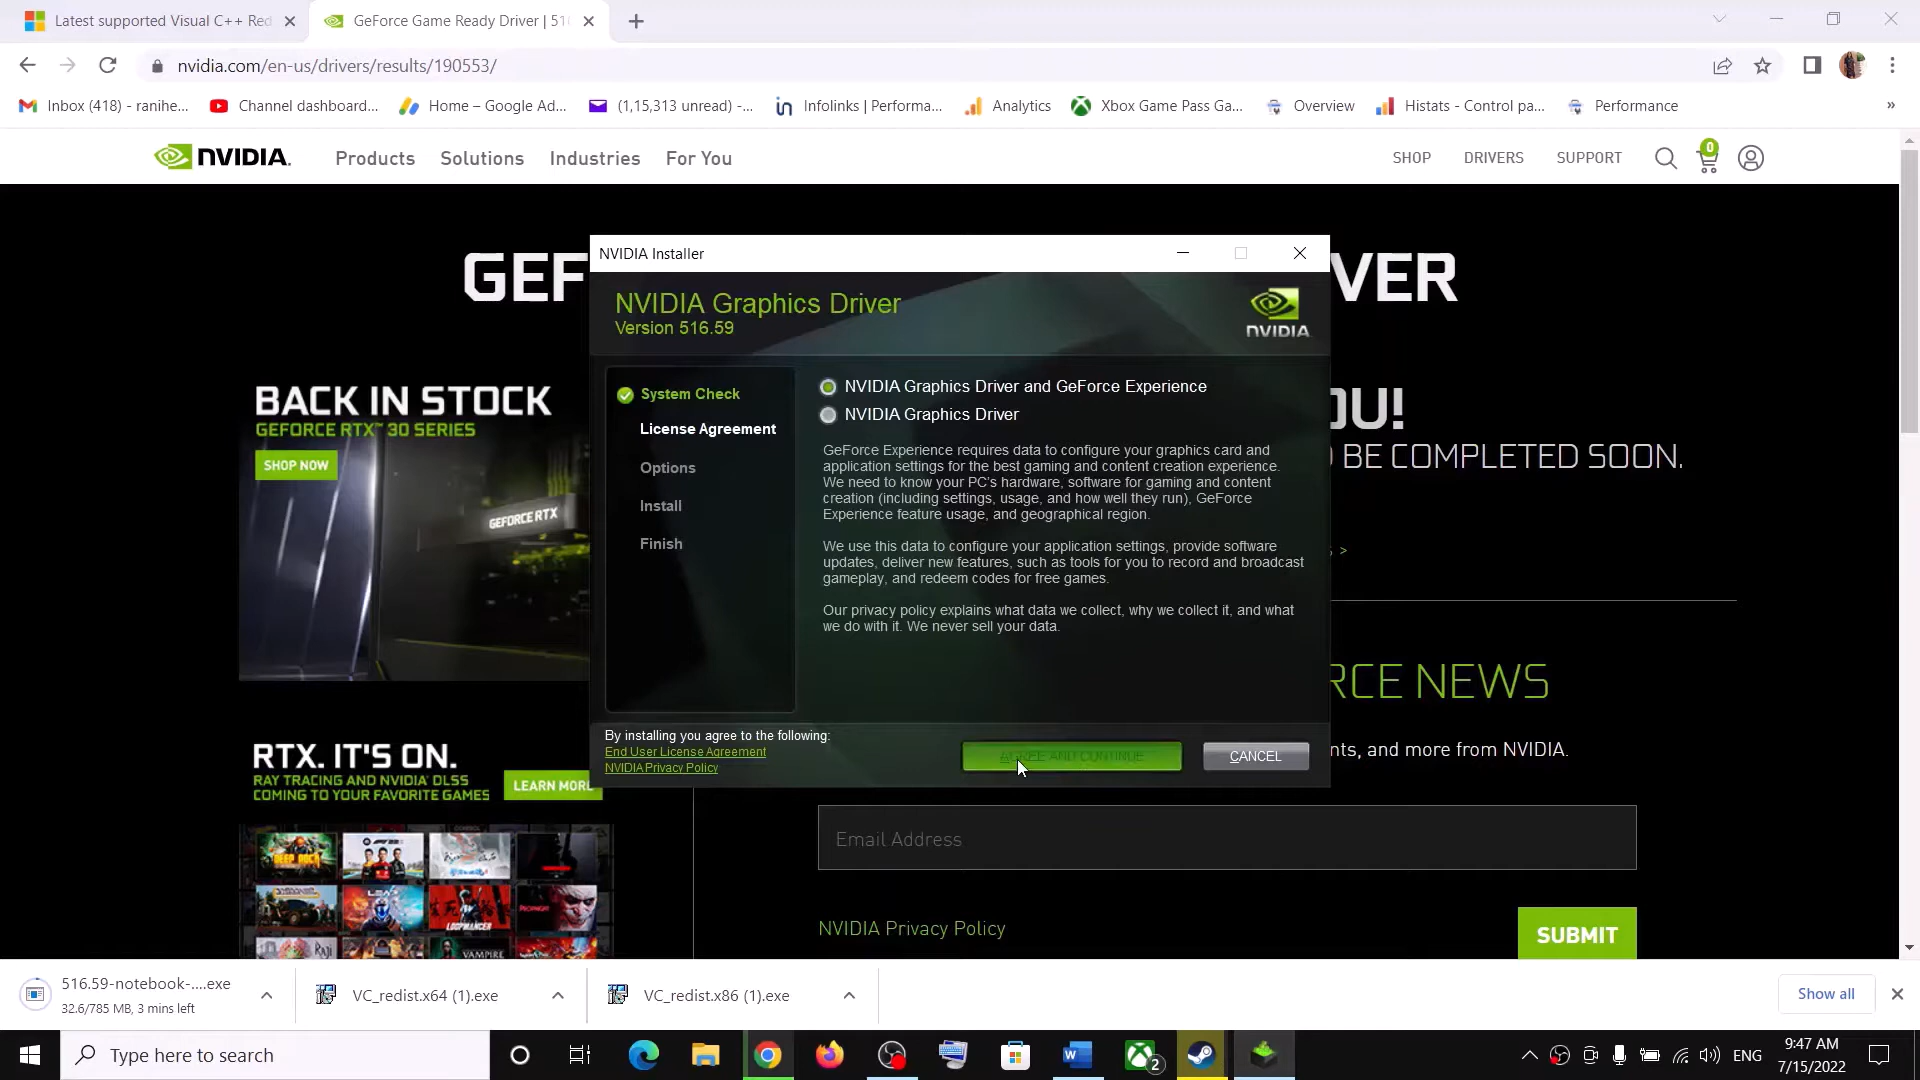 Latest supported Visual C++ Red
GeForce Game Ready Driver | 516
nvidia.com/en-us/drivers/results/190553/
Inbox (418) - ranihe...
Channel dashboard...
Home – Google Ad...
(1,15,313 unread) -...
Infolinks | Performa...
Analytics
Xbox Game Pass Ga...
Overview
Histats - Control pa...
Performance
»
NVIDIA.
Products
Solutions
Industries
For You
SHOP
DRIVERS
SUPPORT
0
GEF
VER
BACK IN STOCK
GEFORCE RTX™ 30 SERIES
SHOP NOW
GEFORCE RTX
OU!
BE COMPLETED SOON.
NVIDIA Installer
NVIDIA Graphics Driver
Version 516.59
NVIDIA
System Check
License Agreement
Options
Install
Finish
NVIDIA Graphics Driver and GeForce Experience
NVIDIA Graphics Driver
GeForce Experience requires data to configure your graphics card and
application settings for the best gaming and content creation experience.
We need to know your PC's hardware, software for gaming and content
creation (including settings, usage, and how well they run), GeForce
Experience feature usage, and geographical region.
We use this data to configure your application settings, provide software
updates, deliver new features, such as tools for you to record and broadcast
gameplay, and redeem codes for free games.
Our privacy policy explains what data we collect, why we collect it, and what
we do with it. We never sell your data.
By installing you agree to the following:
End User License Agreement
NVIDIA Privacy Policy
AGREE AND CONTINUE
CANCEL
RCE NEWS
RTX. IT'S ON.
RAY TRACING AND NVIDIA DLSS
COMING TO YOUR FAVORITE GAMES
LEARN MORE
nts, and more from NVIDIA.
Email Address
NVIDIA Privacy Policy
SUBMIT
DEEP ROCK
LOOPMANCER
RAJI
VAMPIRE
516.59-notebook-....exe
32.6/785 MB, 3 mins left
VC_redist.x64 (1).exe
VC_redist.x86 (1).exe
Show all
Type here to search
2
ENG
9:47 AM
7/15/2022